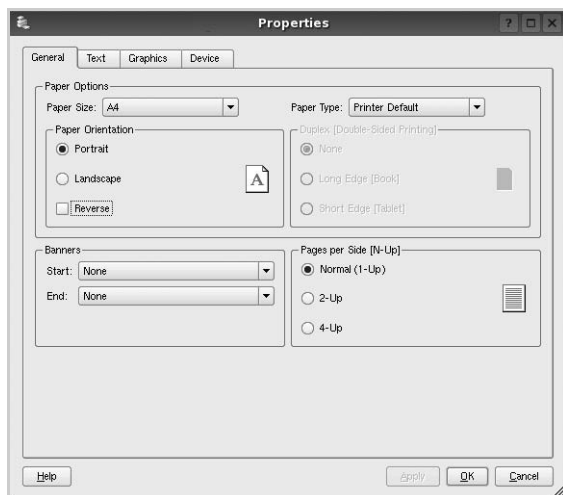 Properties
General Text Graphics Device
Paper Options
Paper Size: A4 Paper Type: Printer Default
Paper Orientation
Portrait
Landscape
Reverse
A
Duplex [Double-Sided Printing]
None
Long Edge [Book]
Short Edge [Tablet]
Banners
Start: None
End: None
Pages per Side [N-Up]
Normal (1-Up)
2-Up
4-Up
Help Apply OK Cancel